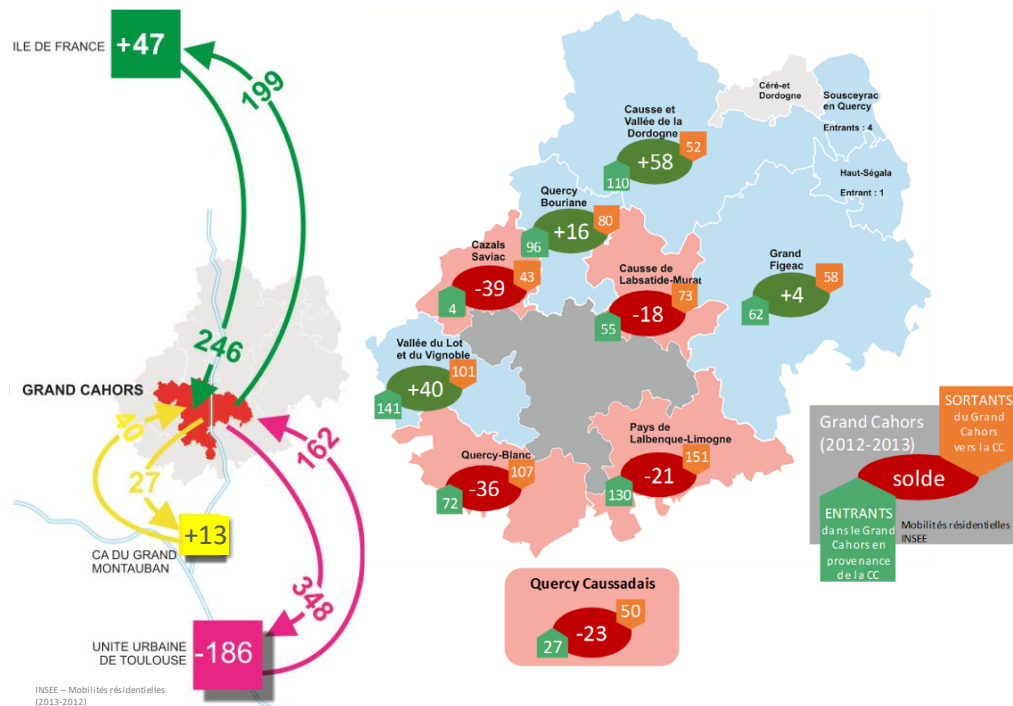 ILE DE FRANCE
+47
199
246
GRAND CAHORS
40
27
162
+13
CA DU GRAND
MONTAUBAN
348
UNITE URBAINE
DE TOULOUSE
-186
INSEE – Mobilités résidentielles
(2013-2012)
Céré-et
Dordogne
Sousceyrac
en Quercy
Entrants : 4
Causse et
Vallée de la
Dordogne
52
+58
110
Haut-Ségala
Entrant : 1
Quercy
Bouriane
80
+16
96
Cazals
Saviac
43
-39
4
Causse de
Labsatide-Murat
73
-18
55
Grand
Figeac
58
+4
62
Vallée du Lot
et du Vignoble
101
+40
141
Quercy-Blanc
107
-36
72
Pays de
Lalbenque-Limogne
151
-21
130
Grand Cahors
(2012-2013)
SORTANTS
du Grand
Cahors
vers la CC
solde
ENTRANTS
dans le Grand
Cahors en
provenance
de la CC
Mobilités résidentielles
INSEE
Quercy Caussadais
50
-23
27